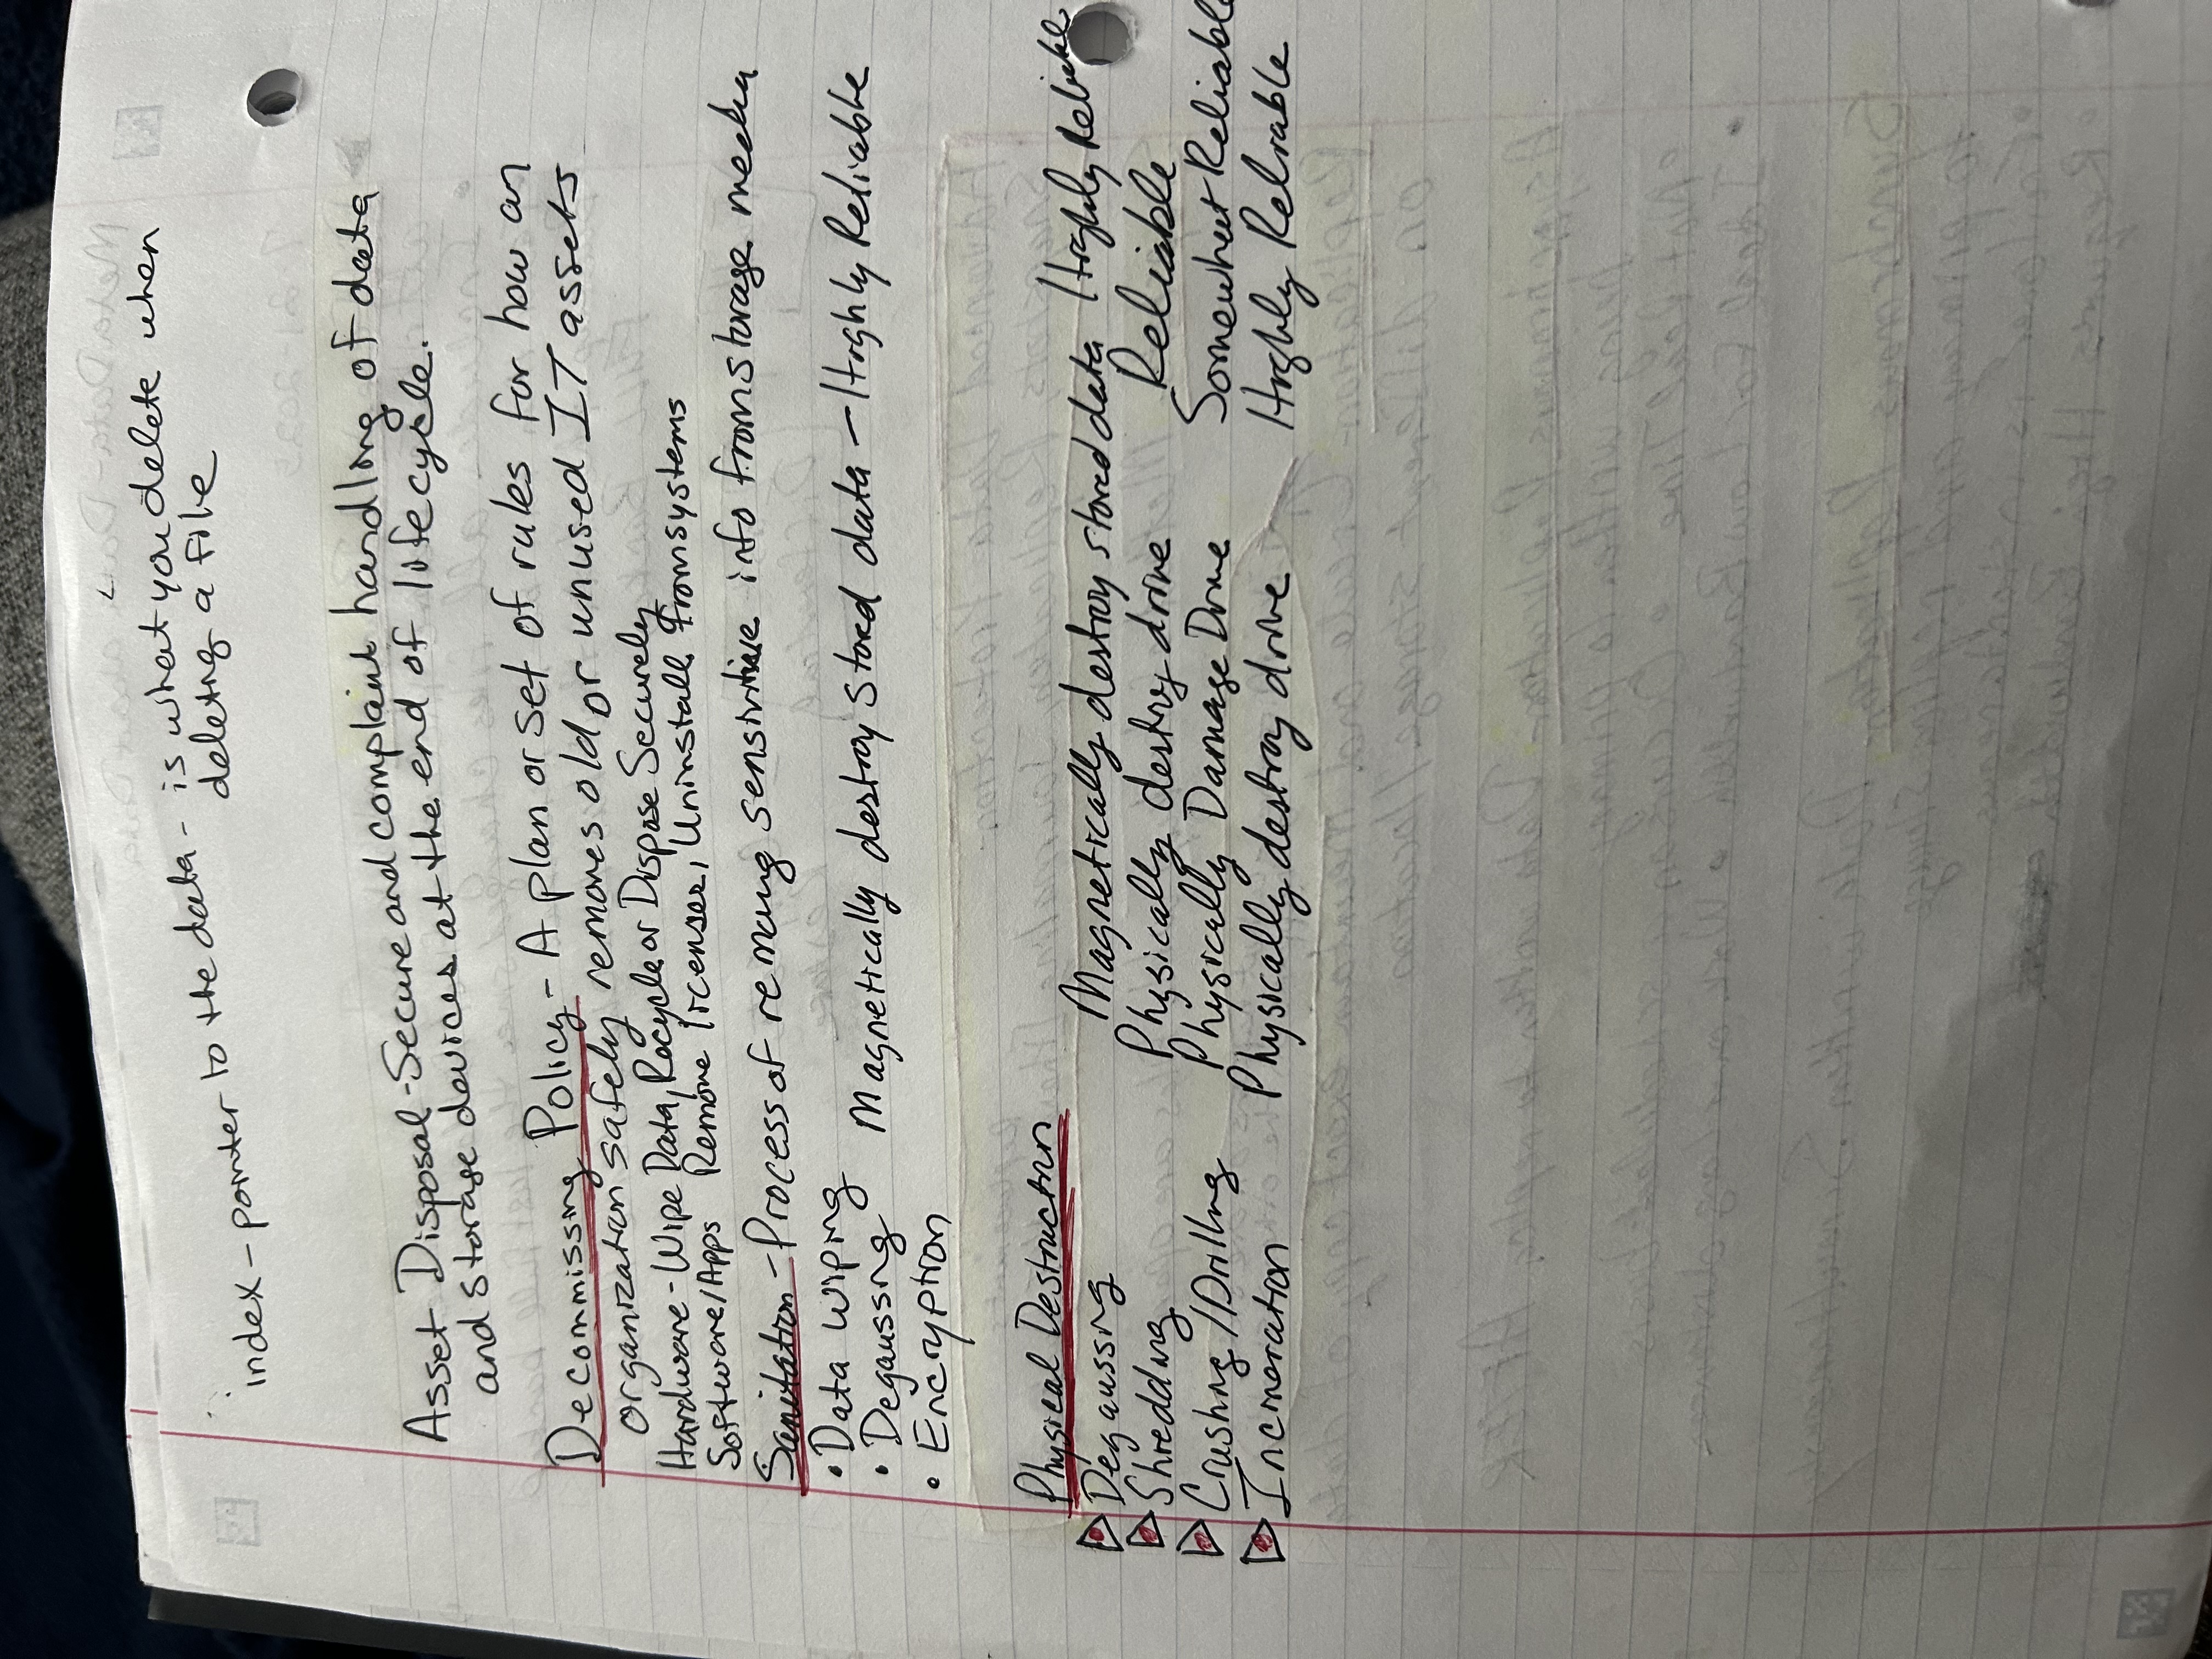 index - pointer to the data - is what you delete when
deleting a file
Asset Disposal - Secure and complaint handling of data
and storage devices at the end of lifecycle.
Decommissing Policy - A plan or set of rules for how an
organization safely removes old or unused IT assets
Hardware - Wipe Data, Recycle or Dispose Securely
Software/Apps Remove licenses, Uninstall from systems
Sanitation - Process of removing sensitive info from storage media
• Data Wiping
• Degaussing Magnetically destroy stored data - Highly Reliable
• Encryption
Physical Destruction
Degaussing Magnetically destroy stored data Highly Reliable
Shredding Physically destroy drive Reliable
Crushing/Drilling Physically Damage Drive Somewhat Reliable
Incineration Physically destroy drive Highly Reliable